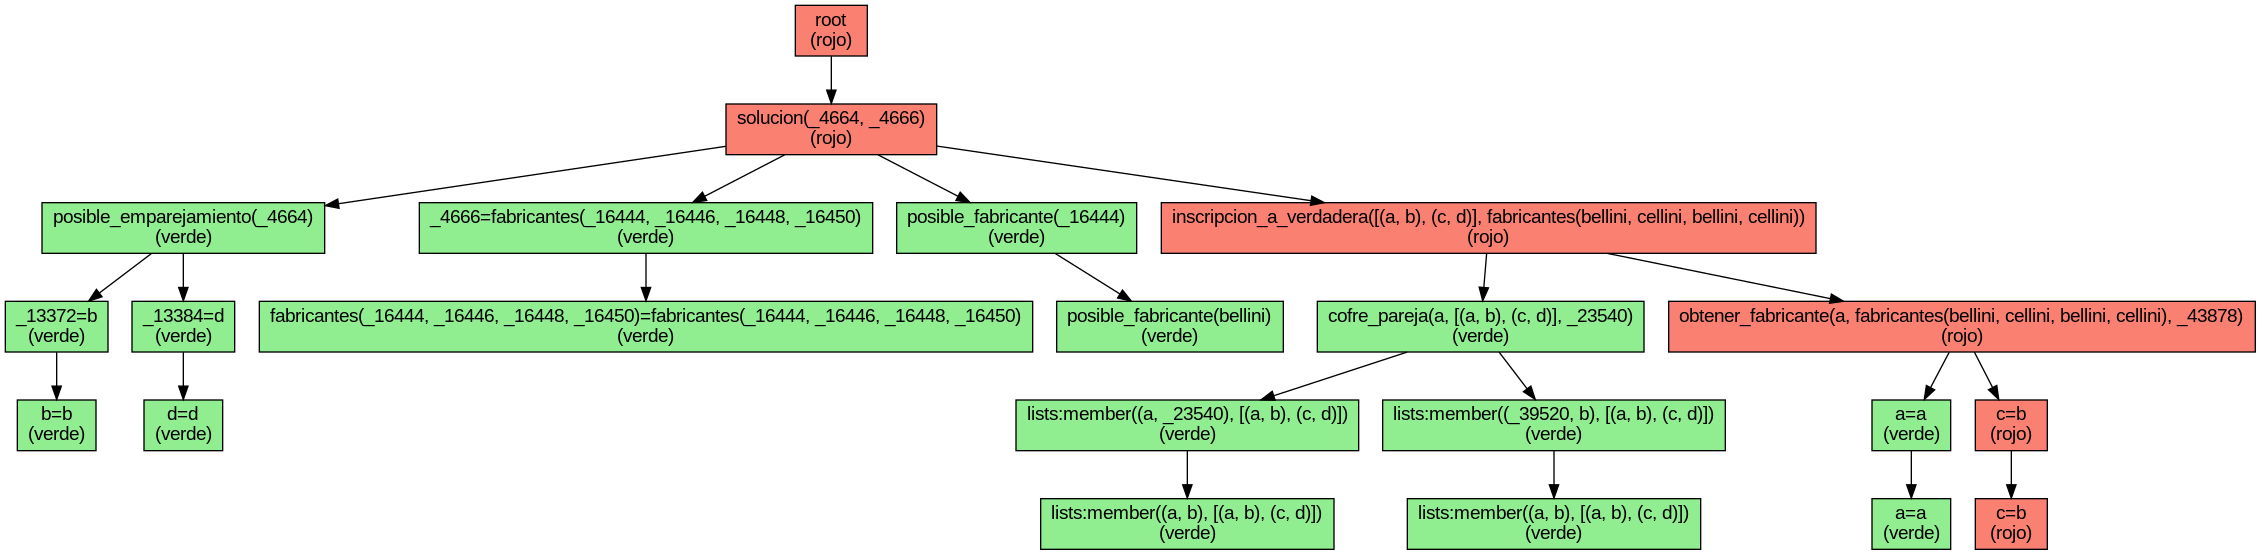 root
(rojo)
solucion(_4664, _4666)
(rojo)
posible_emparejamiento(_4664)
(verde)
_4666=fabricantes(_16444, _16446, _16448, _16450)
(verde)
posible_fabricante(_16444)
(verde)
inscripcion_a_verdadera([(a, b), (c, d)], fabricantes(bellini, cellini, bellini, cellini))
(rojo)
_13372=b
(verde)
_13384=d
(verde)
fabricantes(_16444, _16446, _16448, _16450)=fabricantes(_16444, _16446, _16448, _16450)
(verde)
posible_fabricante(bellini)
(verde)
cofre_pareja(a, [(a, b), (c, d)], _23540)
(verde)
obtener_fabricante(a, fabricantes(bellini, cellini, bellini, cellini), _43878)
(rojo)
b=b
(verde)
d=d
(verde)
lists:member((a, _23540), [(a, b), (c, d)])
(verde)
lists:member((_39520, b), [(a, b), (c, d)])
(verde)
a=a
(verde)
c=b
(rojo)
lists:member((a, b), [(a, b), (c, d)])
(verde)
lists:member((a, b), [(a, b), (c, d)])
(verde)
a=a
(verde)
c=b
(rojo)